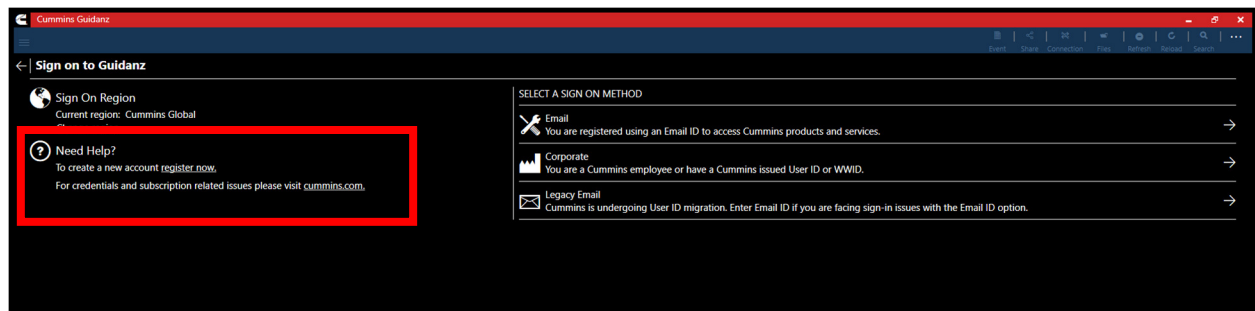 Cummins Guidanz
Event Share Connection Files Refresh Reload Search
Sign on to Guidanz
Sign On Region
Current region: Cummins Global
Need Help?
To create a new account register now.
For credentials and subscription related issues please visit cummins.com.
SELECT A SIGN ON METHOD
Email
You are registered using an Email ID to access Cummins products and services.
Corporate
You are a Cummins employee or have a Cummins issued User ID or WWID.
Legacy Email
Cummins is undergoing User ID migration. Enter Email ID if you are facing sign-in issues with the Email ID option.